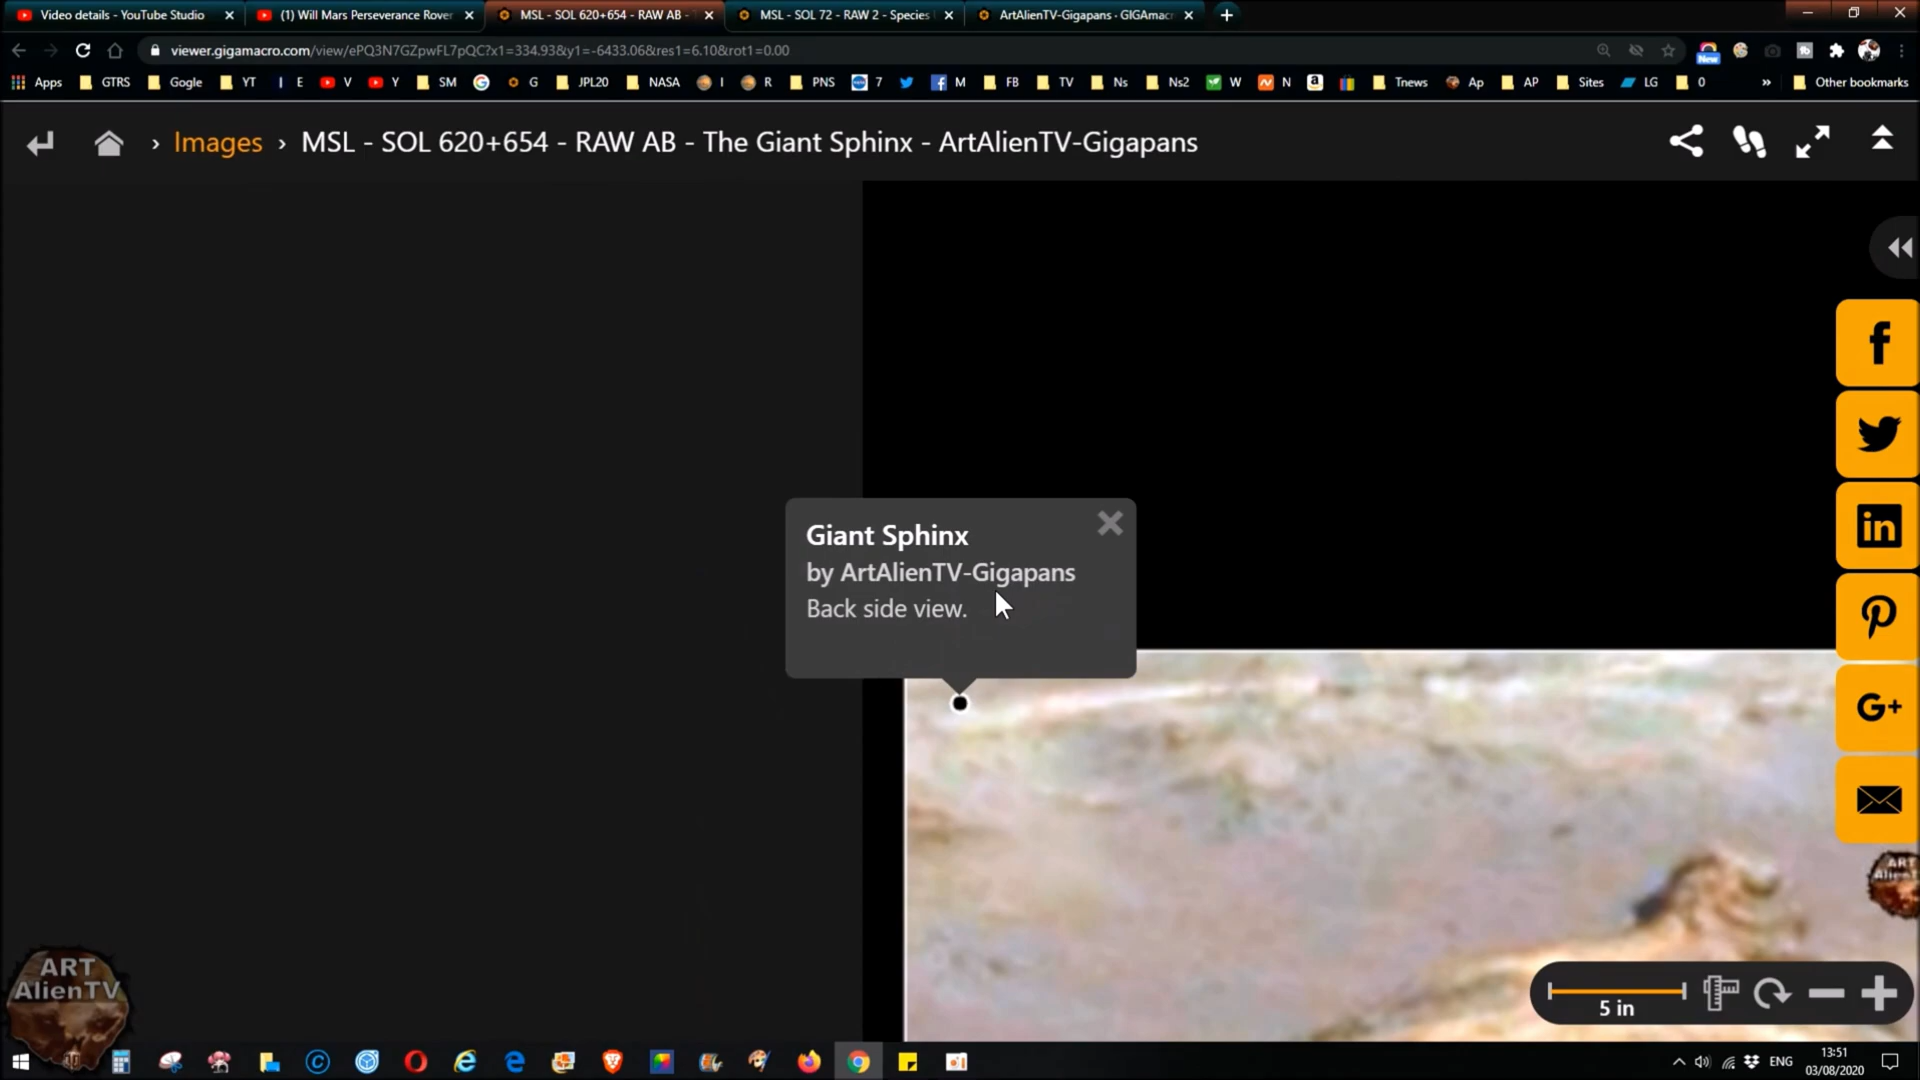 Video details - YouTube Studio
(1) Will Mars Perseverance Rover
MSL - SOL 620+654 - RAW AB -
MSL - SOL 72 - RAW 2 - Species
ArtAlienTV-Gigapans - GIGAmac
viewer.gigamacro.com/view/ePQ3N7GZpwFL7pQC?x1=334.93&y1=-6433.06&res1=6.10&rot1=0.00
New
Apps GTRS Google YT E V Y SM G JPL20 NASA I R PNS 7 M FB TV Ns Ns2 W N Tnews Ap AP Sites LG 0 » Other bookmarks
› Images › MSL - SOL 620+654 - RAW AB - The Giant Sphinx - ArtAlienTV-Gigapans
Giant Sphinx
by ArtAlienTV-Gigapans
Back side view.
f
in
G+
ART
AlienTV
5 in
ENG
13:51
03/08/2020